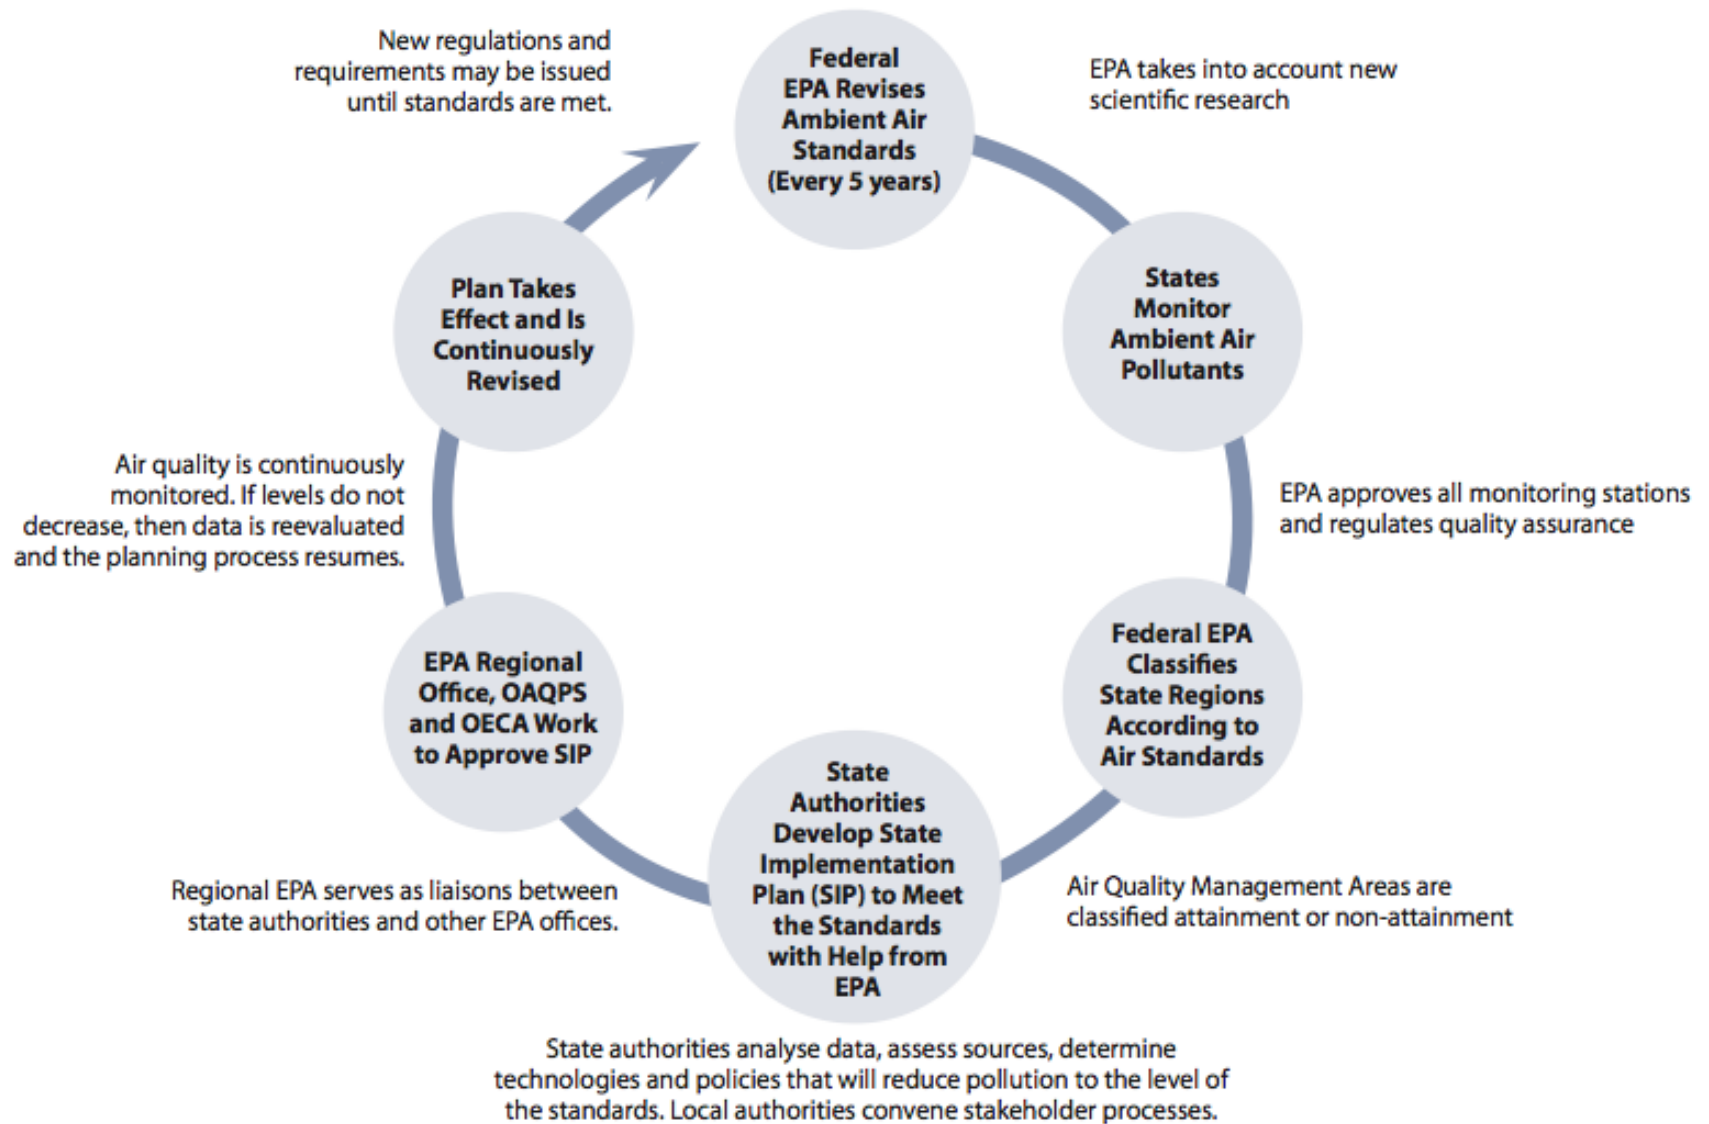 Federal
EPA Revises
Ambient Air
Standards
(Every 5 years)
EPA takes into account new
scientific research
States
Monitor
Ambient Air
Pollutants
EPA approves all monitoring stations
and regulates quality assurance
Federal EPA
Classifies
State Regions
According to
Air Standards
Air Quality Management Areas are
classified attainment or non-attainment
State
Authorities
Develop State
Implementation
Plan (SIP) to Meet
the Standards
with Help from
EPA
State authorities analyse data, assess sources, determine
technologies and policies that will reduce pollution to the level of
the standards. Local authorities convene stakeholder processes.
Regional EPA serves as liaisons between
state authorities and other EPA offices.
EPA Regional
Office, OAQPS
and OECA Work
to Approve SIP
Air quality is continuously
monitored. If levels do not
decrease, then data is reevaluated
and the planning process resumes.
Plan Takes
Effect and Is
Continuously
Revised
New regulations and
requirements may be issued
until standards are met.